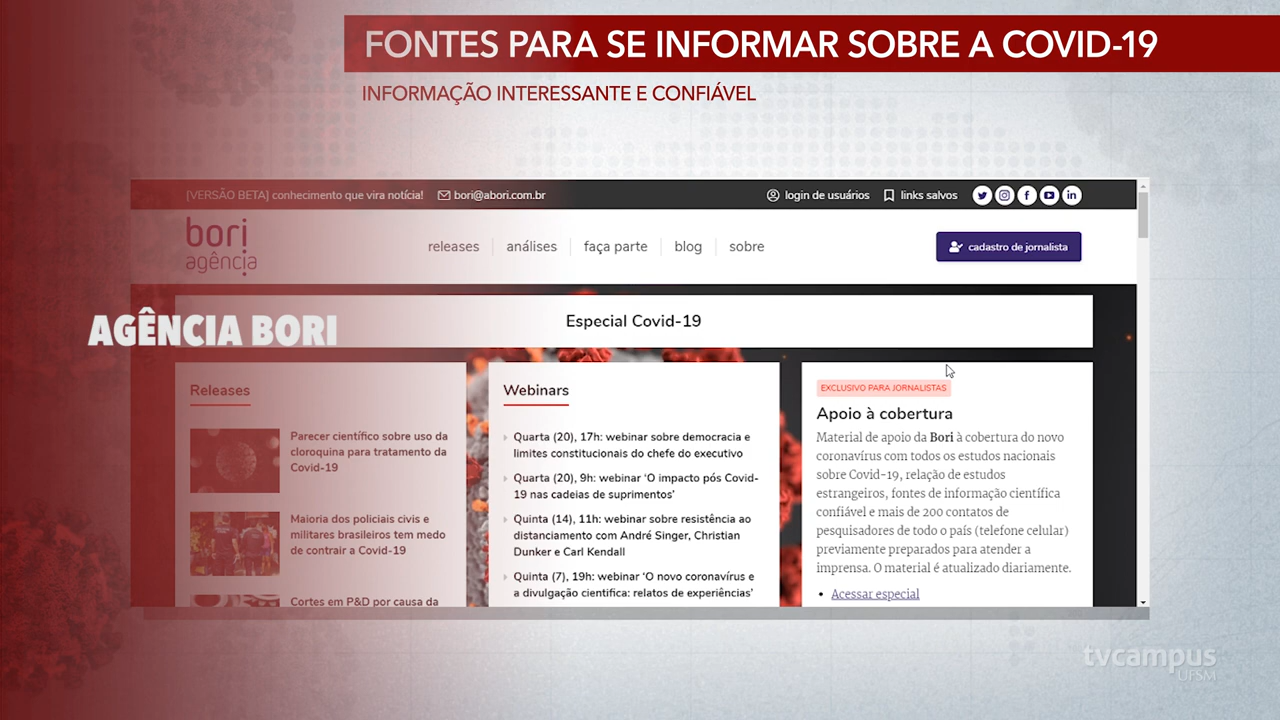 FONTES PARA SE INFORMAR SOBRE A COVID-19
INFORMAÇÃO INTERESSANTE E CONFIÁVEL
[VERSÃO BETA] conhecimento que vira notícia!
bori@abori.com.br
login de usuários
links salvos
bori
agência
releases
análises
faça parte
blog
sobre
cadastro de jornalista
AGÊNCIA BORI
Especial Covid-19
Releases
Parecer científico sobre uso da
cloroquina para tratamento da
Covid-19
Maioria dos policiais civis e
militares brasileiros tem medo
de contrair a Covid-19
Cortes em P&D por causa da
Webinars
Quarta (20), 17h: webinar sobre democracia e
limites constitucionais do chefe do executivo
Quarta (20), 9h: webinar ‘O impacto pós Covid-
19 nas cadeias de suprimentos’
Quinta (14), 11h: webinar sobre resistência ao
distanciamento com André Singer, Christian
Dunker e Carl Kendall
Quinta (7), 19h: webinar ‘O novo coronavírus e
a divulgação cientifica: relatos de experiências’
EXCLUSIVO PARA JORNALISTAS
Apoio à cobertura
Material de apoio da Bori à cobertura do novo
coronavírus com todos os estudos nacionais
sobre Covid-19, relação de estudos
estrangeiros, fontes de informação científica
confiável e mais de 200 contatos de
pesquisadores de todo o país (telefone celular)
previamente preparados para atender a
imprensa. O material é atualizado diariamente.
• Acessar especial
tvcampus
UFSM